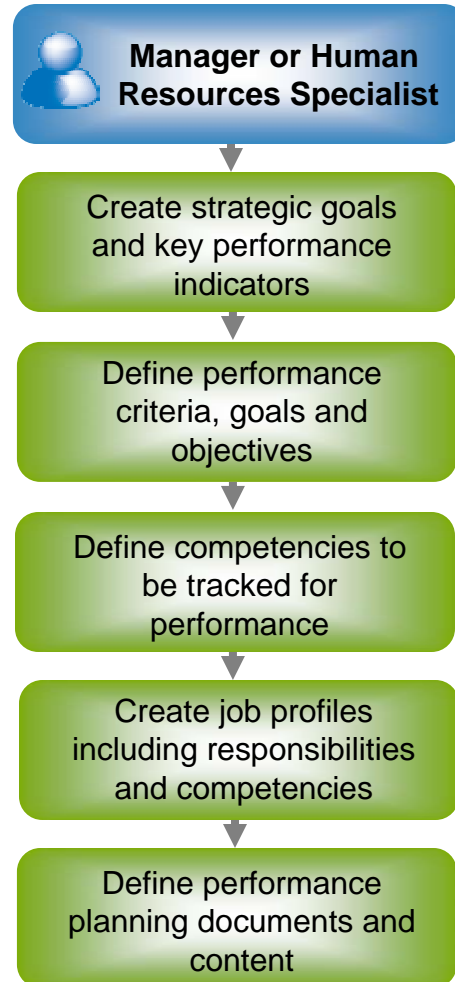 Manager or Human
Resources Specialist
Create strategic goals
and key performance
indicators
Define performance
criteria, goals and
objectives
Define competencies to
be tracked for
performance
Create job profiles
including responsibilities
and competencies
Define performance
planning documents and
content